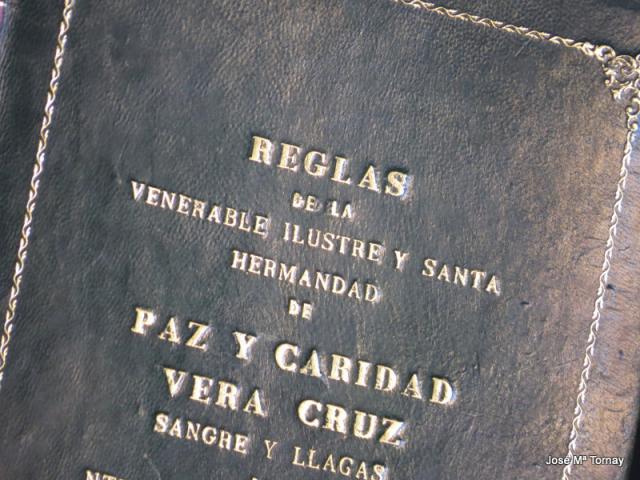 REGLAS
DE LA
VENERABLE ILUSTRE Y SANTA
HERMANDAD
DE
PAZ Y CARIDAD
VERA CRUZ
SANGRE Y LLAGAS
José Mª Tornay